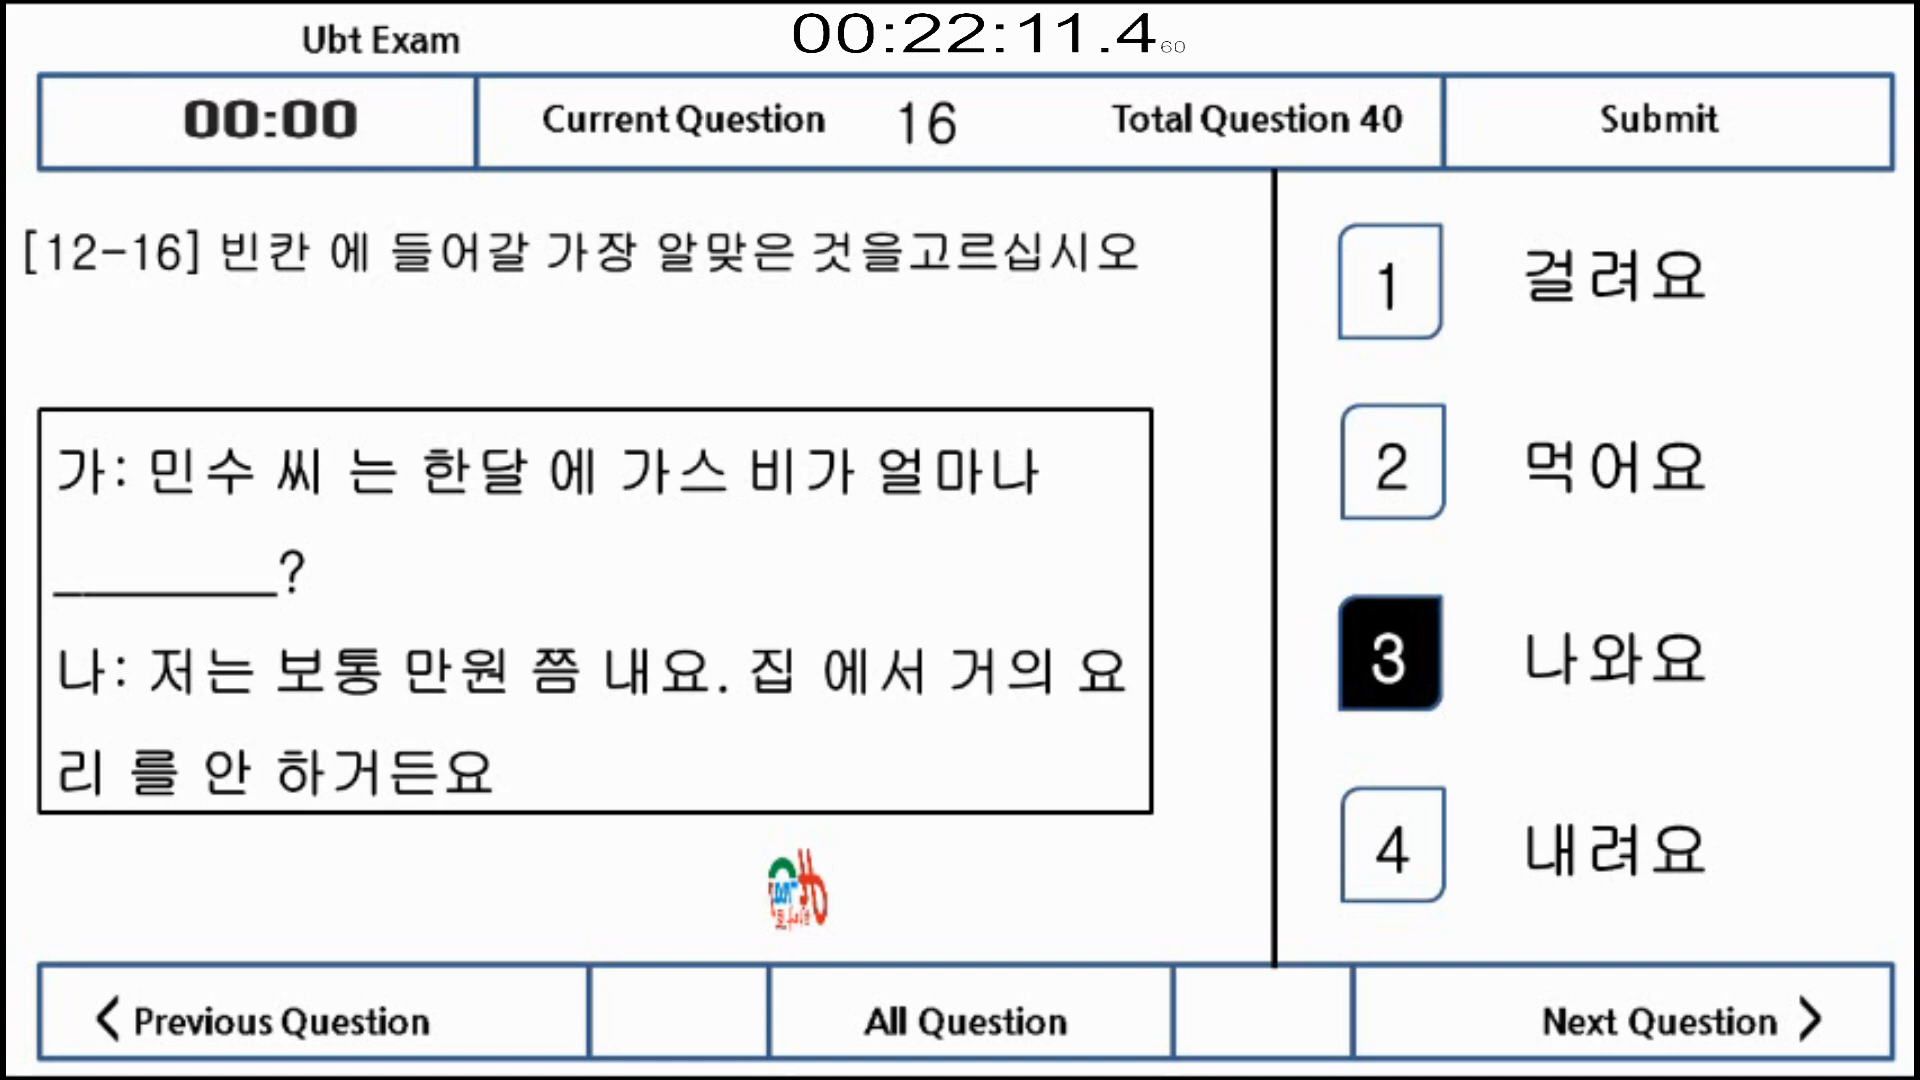 Ubt Exam
00:22:11.460
00:00
Current Question 16
Total Question 40
Submit
[12-16] 빈칸 에 들어갈 가장 알맞은 것을고르십시오
가: 민수 씨 는 한달 에 가스 비가 얼마나
________?
나: 저는 보통 만원 쯤 내요. 집 에서 거의 요
리 를 안 하거든요
1 걸려요
2 먹어요
3 나와요
4 내려요
< Previous Question
All Question
Next Question >